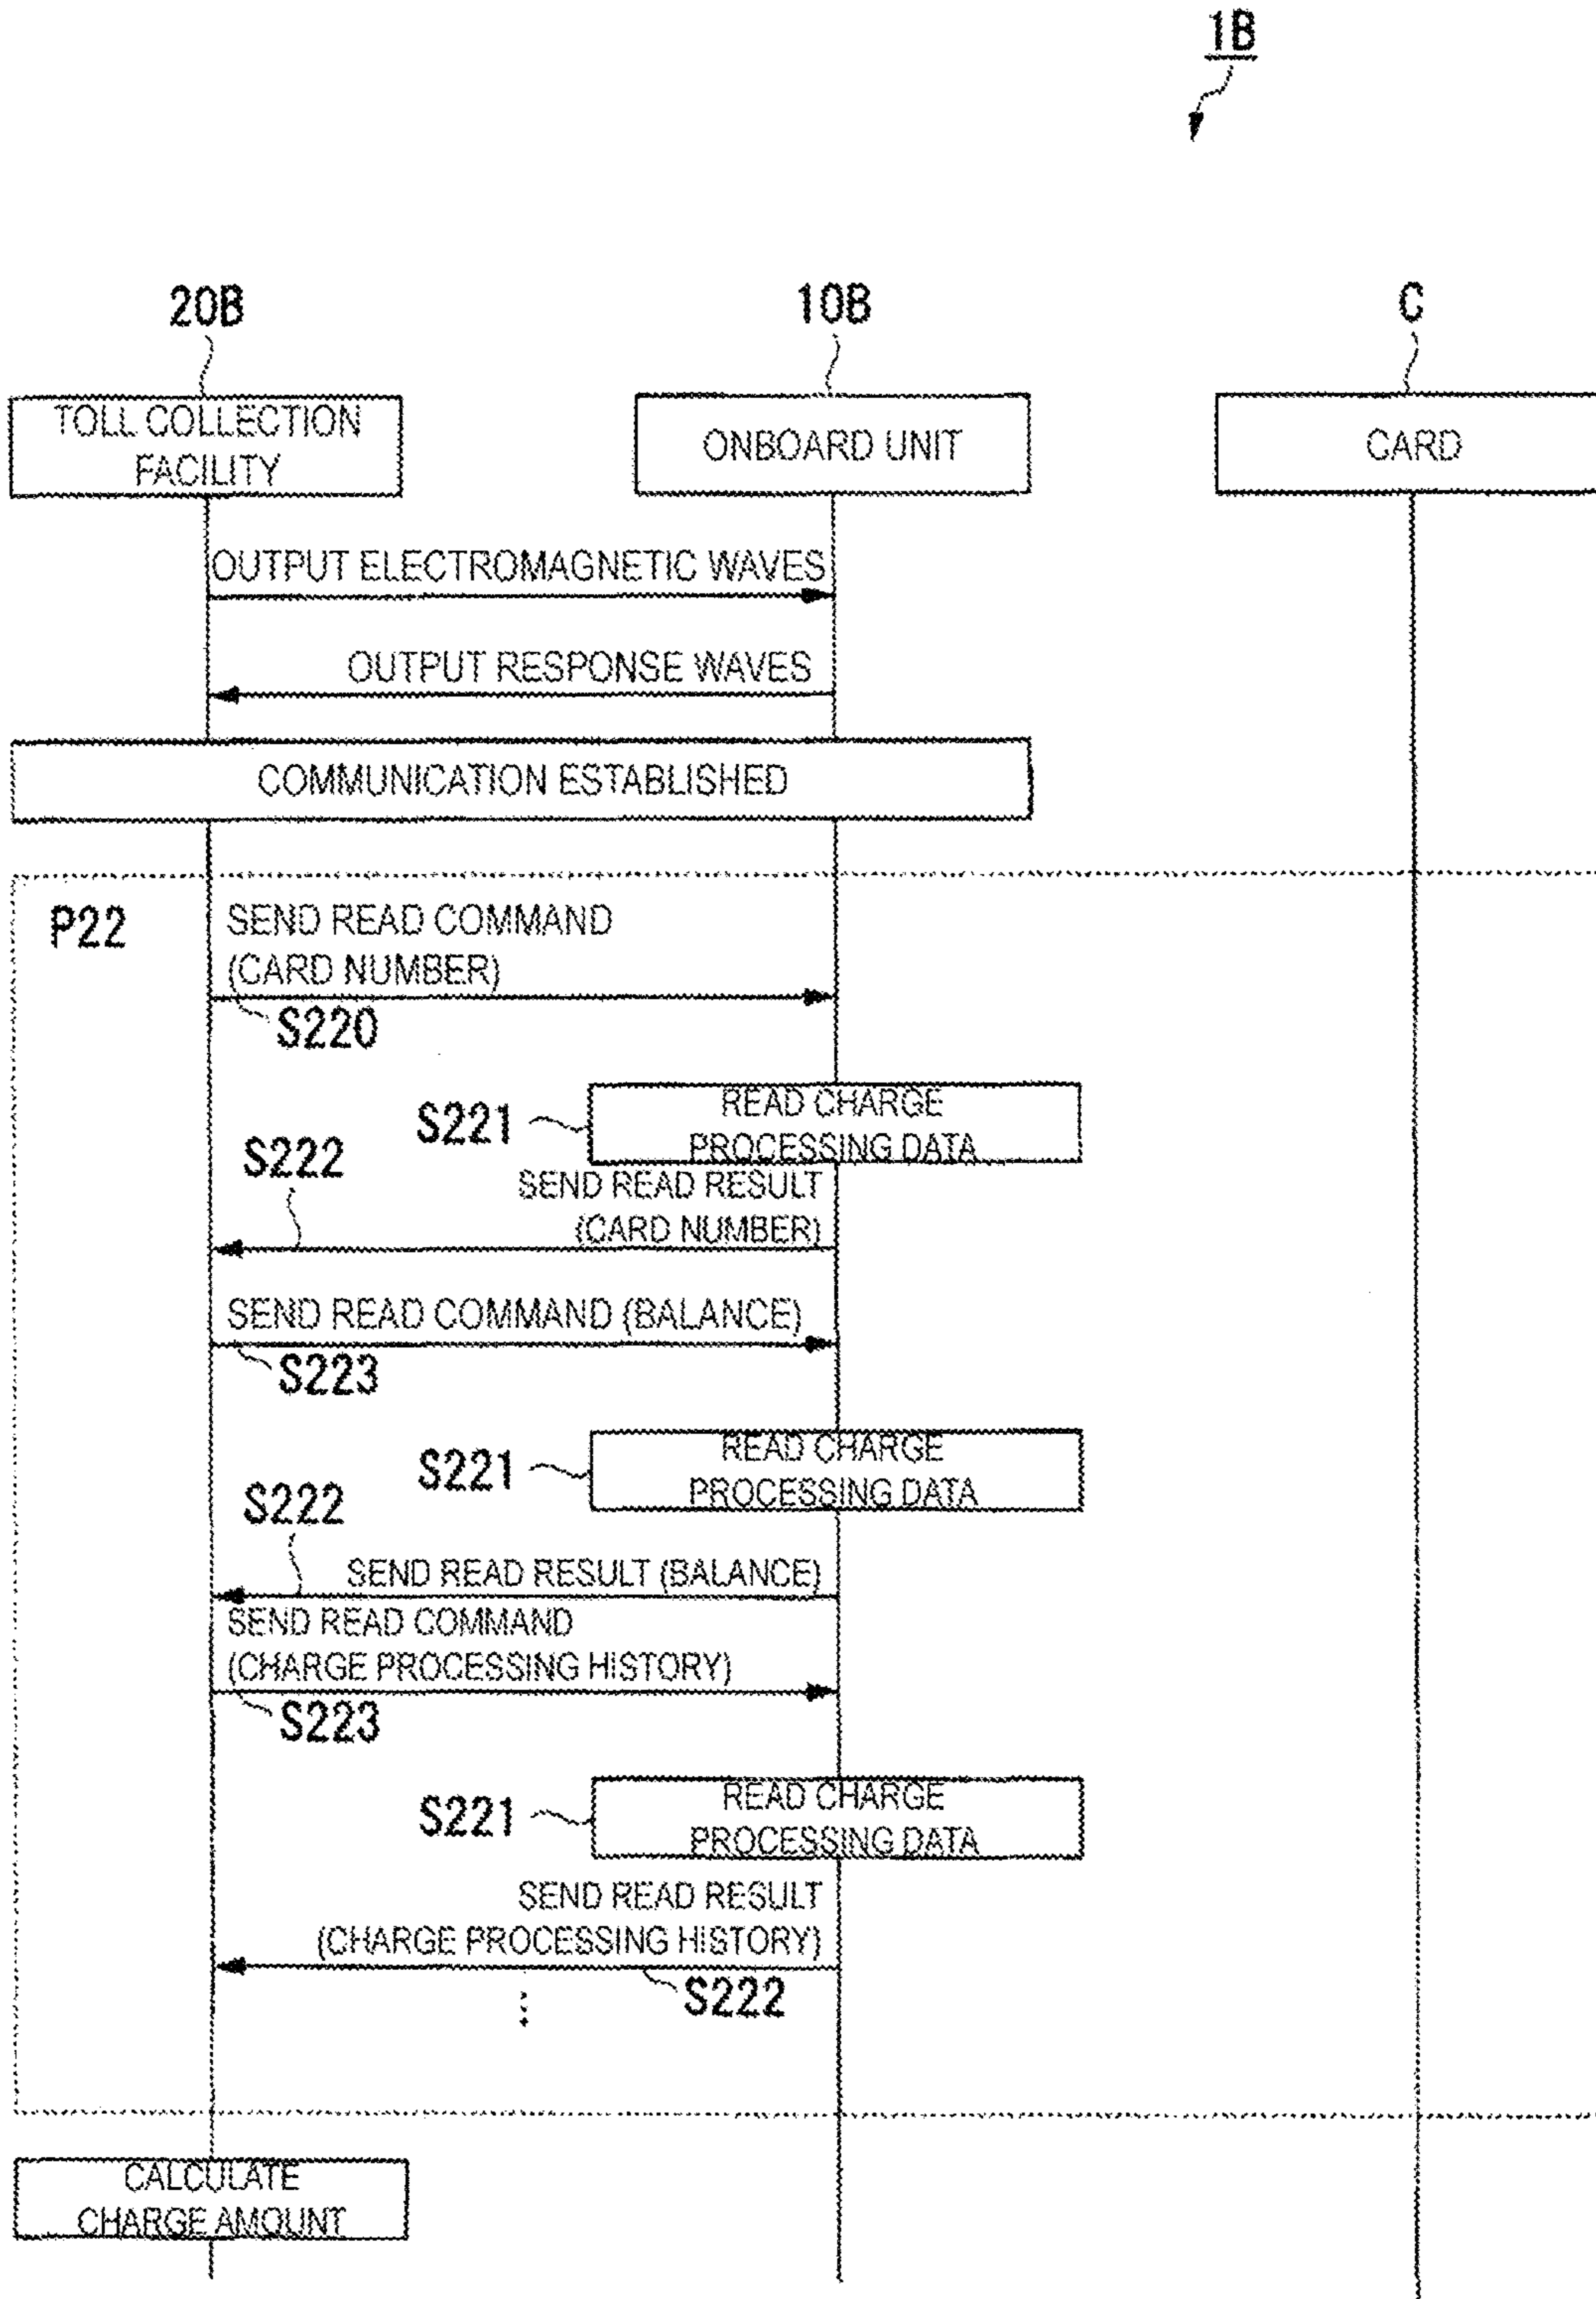 1B
20B
10B
C
TOLL COLLECTION
FACILITY
ONBOARD UNIT
CARD
OUTPUT ELECTROMAGNETIC WAVES
OUTPUT RESPONSE WAVES
COMMUNICATION ESTABLISHED
P22
SEND READ COMMAND
(CARD NUMBER)
S220
S221
READ CHARGE
PROCESSING DATA
S222
SEND READ RESULT
(CARD NUMBER)
SEND READ COMMAND (BALANCE)
S223
S221
READ CHARGE
PROCESSING DATA
S222
SEND READ RESULT (BALANCE)
SEND READ COMMAND
(CHARGE PROCESSING HISTORY)
S223
S221
READ CHARGE
PROCESSING DATA
SEND READ RESULT
(CHARGE PROCESSING HISTORY)
S222
⋮
CALCULATE
CHARGE AMOUNT